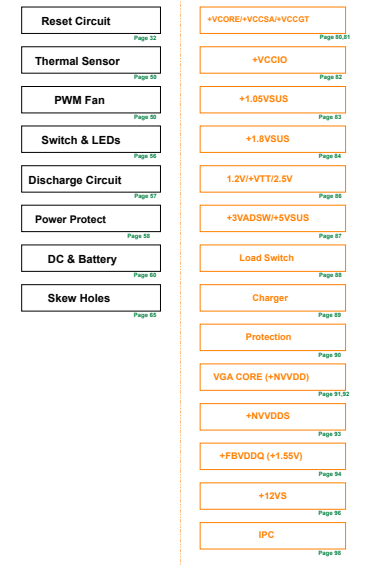 Reset Circuit
Page 32
Thermal Sensor
Page 50
PWM Fan
Page 50
Switch & LEDs
Page 56
Discharge Circuit
Page 57
Power Protect
Page 58
DC & Battery
Page 60
Skew Holes
Page 65
+VCORE/+VCCSA/+VCCGT
Page 80,81
+VCCIO
Page 82
+1.05VSUS
Page 83
+1.8VSUS
Page 84
1.2V/+VTT/2.5V
Page 86
+3VADSW/+5VSUS
Page 87
Load Switch
Page 88
Charger
Page 89
Protection
Page 90
VGA CORE (+NVVDD)
Page 91,92
+NVVDDS
Page 93
+FBVDDQ (+1.55V)
Page 94
+12VS
Page 96
IPC
Page 98